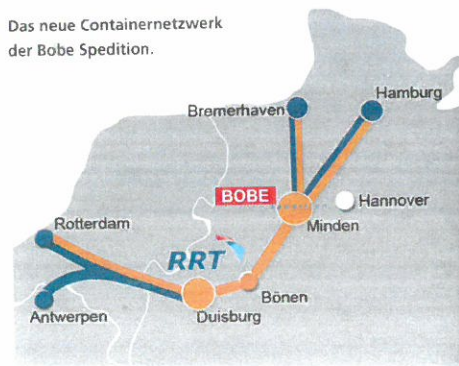 Das neue Containernetzwerk
der Bobe Spedition.
Hamburg
Bremerhaven
BOBE
Hannover
Minden
Rotterdam
RRT
Bönen
Antwerpen
Duisburg